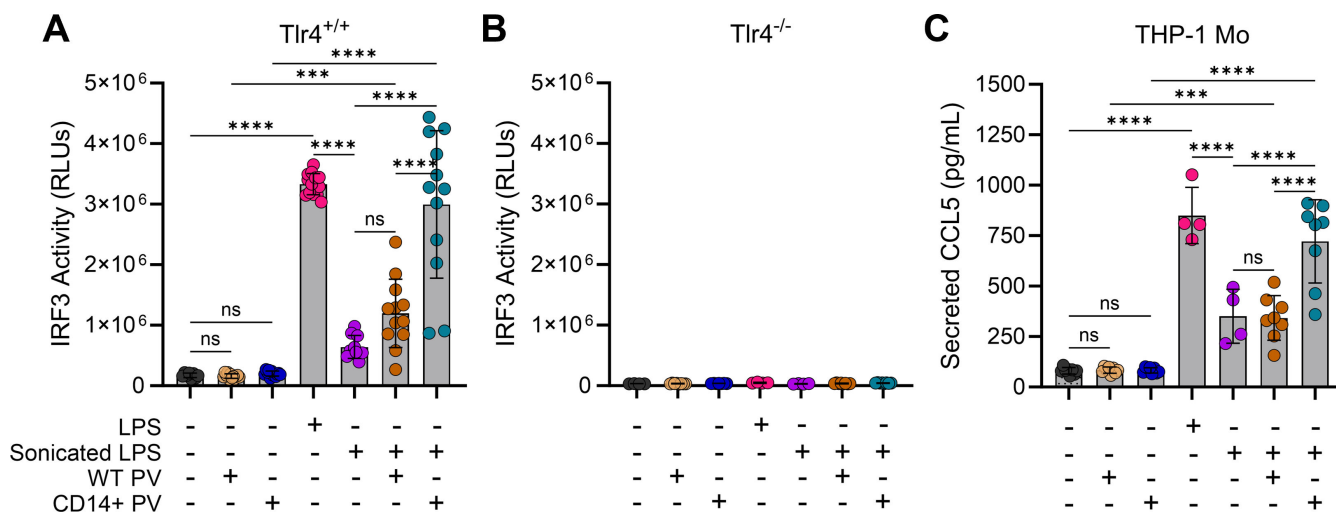 A
Tlr4+/+
IRF3 Activity (RLUs)
5×10⁶
4×10⁶
3×10⁶
2×10⁶
1×10⁶
0
****
***
****
****
****
****
ns
ns
ns
B
Tlr4-/-
IRF3 Activity (RLUs)
5×10⁶
4×10⁶
3×10⁶
2×10⁶
1×10⁶
0
C
THP-1 Mo
Secreted CCL5 (pg/mL)
1500
1250
1000
750
500
250
0
****
***
****
****
****
****
ns
ns
ns
LPS - - - + - - - - - - + - - - - - - + - - -
Sonicated LPS - - - - + + + - - - - + + + - - - - + + +
WT PV - + - - - + - - + - - - + - - + - - - + -
CD14+ PV - - + - - - + - - + - - - + - - + - - - +